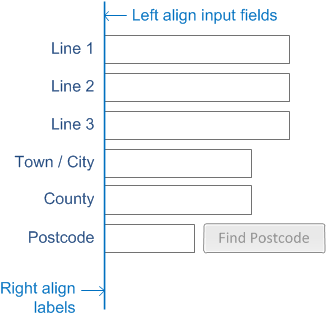 Left align input fields
Line 1
Line 2
Line 3
Town / City
County
Postcode
Find Postcode
Right align
labels